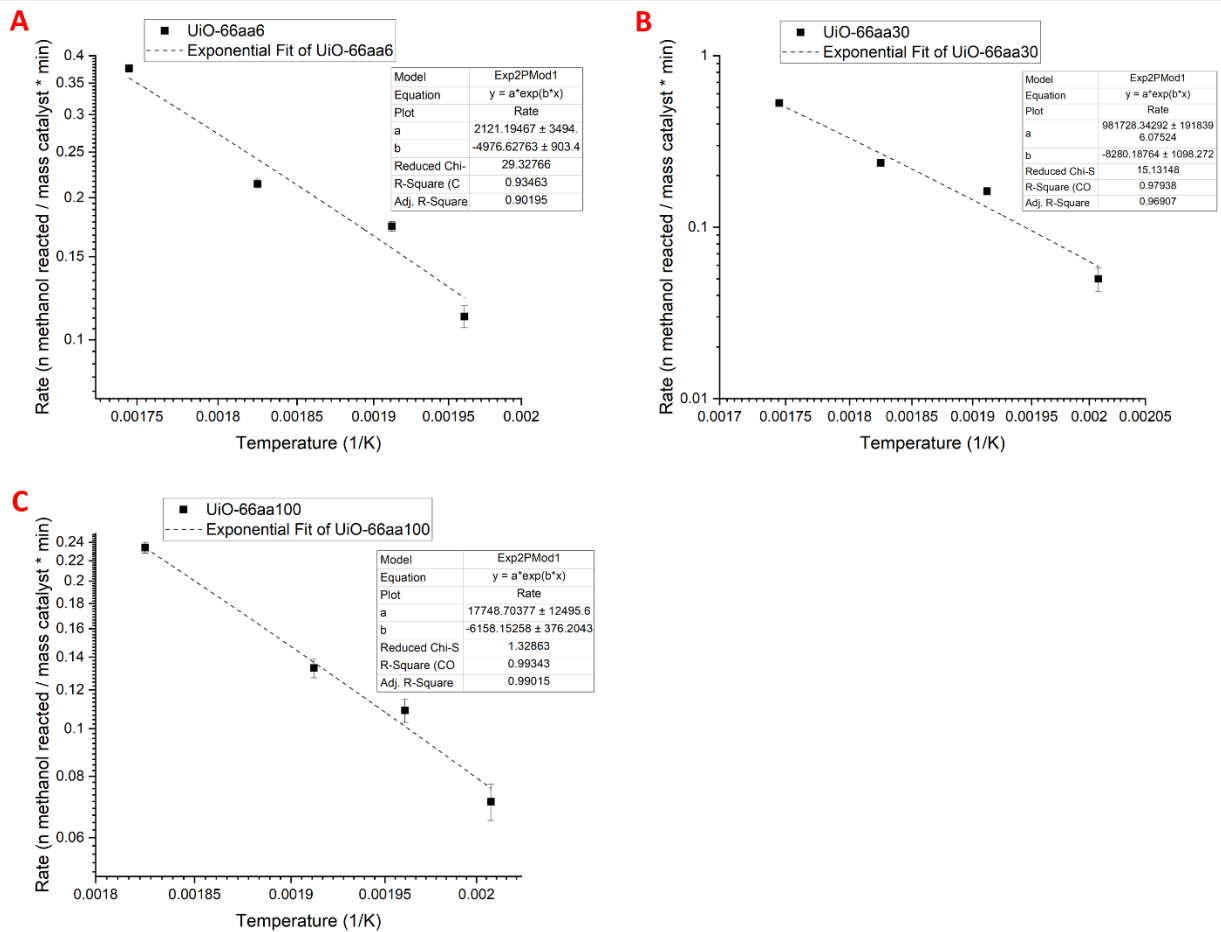 A
UiO-66aa6
Exponential Fit of UiO-66aa6
Rate (n methanol reacted / mass catalyst * min)
0.4
0.35
0.3
0.25
0.2
0.15
0.1
Model Exp2PMod1
Equation y = a*exp(b*x)
Plot Rate
a 2121.19467 ± 3494.
b -4976.62763 ± 903.4
Reduced Chi- 29.32766
R-Square (C 0.93463
Adj. R-Square 0.90195
0.00175 0.0018 0.00185 0.0019 0.00195 0.002
Temperature (1/K)
B
UiO-66aa30
Exponential Fit of UiO-66aa30
Rate (n methanol reacted / mass catalyst * min)
1
0.1
0.01
Model Exp2PMod1
Equation y = a*exp(b*x)
Plot Rate
a 981728.34292 ± 191839
6.07524
b -8280.18764 ± 1098.272
Reduced Chi-S 15.13148
R-Square (CO 0.97938
Adj. R-Square 0.96907
0.0017 0.00175 0.0018 0.00185 0.0019 0.00195 0.002 0.00205
Temperature (1/K)
C
UiO-66aa100
Exponential Fit of UiO-66aa100
Rate (n methanol reacted / mass catalyst * min)
0.24
0.22
0.2
0.18
0.16
0.14
0.12
0.1
0.08
0.06
Model Exp2PMod1
Equation y = a*exp(b*x)
Plot Rate
a 17748.70377 ± 12495.6
b -6158.15258 ± 376.2043
Reduced Chi-S 1.32863
R-Square (CO 0.99343
Adj. R-Square 0.99015
0.0018 0.00185 0.0019 0.00195 0.002
Temperature (1/K)